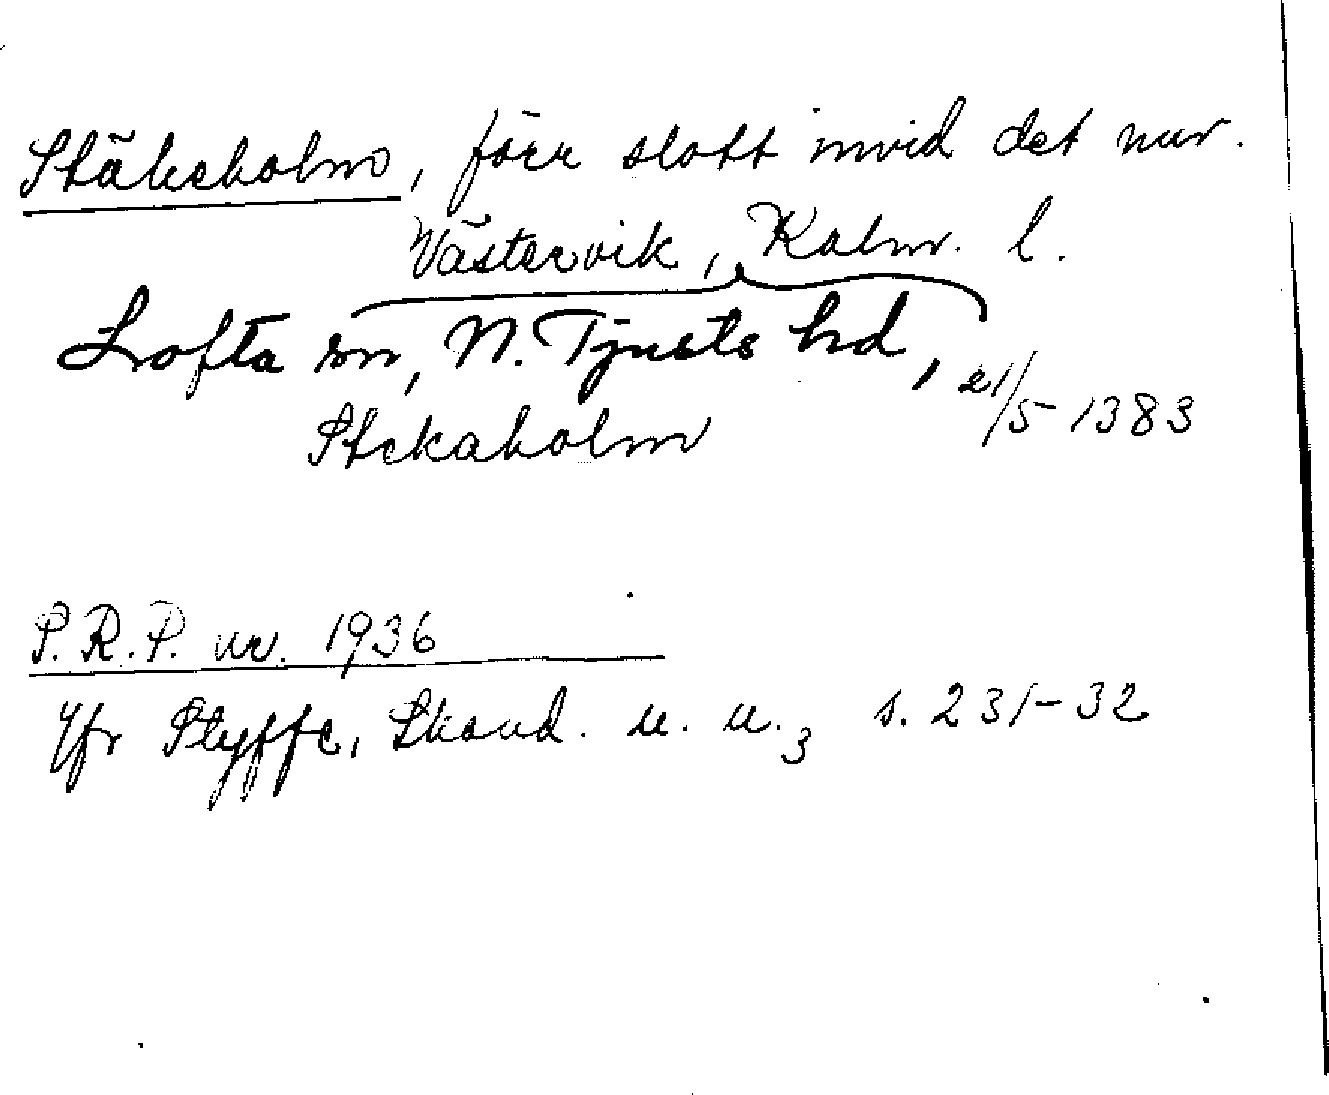 Stäkeholm, förr slott invid det nuv.
Västervik, Kalm. l.
Lofta sn, N. Tjusts hd, 21/5 1383
Stekaholm
S.R.P. nr. 1936
Jfr Styffe, Skand. u. u.3 s. 231-32